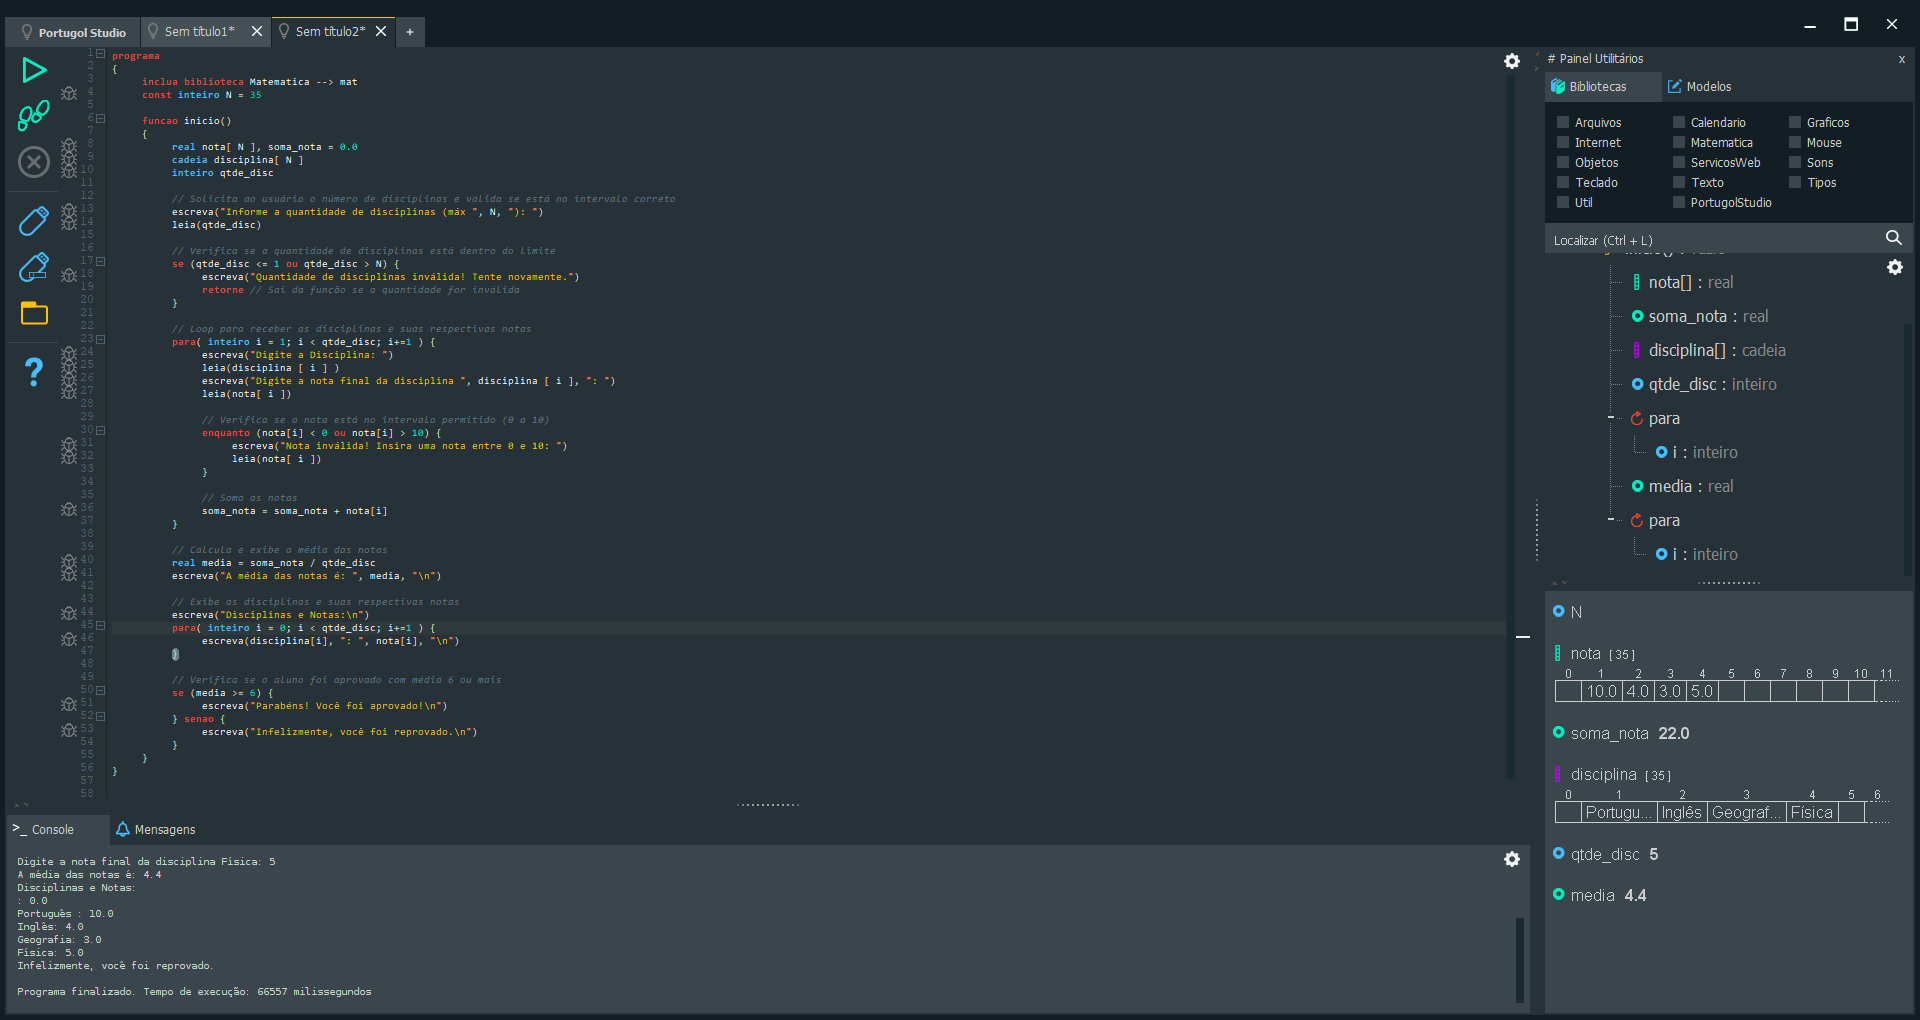 Portugol Studio
Sem título1*
Sem título2*
+
1 programa
2 {
3 inclua biblioteca Matematica --> mat
4 const inteiro N = 35
5
6 funcao inicio()
7 {
8 real nota[ N ], soma_nota = 0.0
9 cadeia disciplina[ N ]
10 inteiro qtde_disc
11
12 // Solicita ao usuário o número de disciplinas e valida se está no intervalo correto
13 escreva("Informe a quantidade de disciplinas (máx ", N, "): ")
14 leia(qtde_disc)
15
16 // Verifica se a quantidade de disciplinas está dentro do limite
17 se (qtde_disc <= 1 ou qtde_disc > N) {
18 escreva("Quantidade de disciplinas inválida! Tente novamente.")
19 retorne // Sai da função se a quantidade for inválida
20 }
21
22 // Loop para receber as disciplinas e suas respectivas notas
23 para( inteiro i = 1; i < qtde_disc; i+=1 ) {
24 escreva("Digite a Disciplina: ")
25 leia(disciplina [ i ] )
26 escreva("Digite a nota final da disciplina ", disciplina [ i ], ": ")
27 leia(nota[ i ])
28
29 // Verifica se a nota está no intervalo permitido (0 a 10)
30 enquanto (nota[i] < 0 ou nota[i] > 10) {
31 escreva("Nota inválida! Insira uma nota entre 0 e 10: ")
32 leia(nota[ i ])
33 }
34
35 // Soma as notas
36 soma_nota = soma_nota + nota[i]
37 }
38
39 // Calcula e exibe a média das notas
40 real media = soma_nota / qtde_disc
41 escreva("A média das notas é: ", media, "\n")
42
43 // Exibe as disciplinas e suas respectivas notas
44 escreva("Disciplinas e Notas:\n")
45 para( inteiro i = 0; i < qtde_disc; i+=1 ) {
46 escreva(disciplina[i], ": ", nota[i], "\n")
47 }
48
49 // Verifica se o aluno foi aprovado com média 6 ou mais
50 se (media >= 6) {
51 escreva("Parabéns! Você foi aprovado!\n")
52 } senao {
53 escreva("Infelizmente, você foi reprovado.\n")
54 }
55 }
56 }
57
58
>_ Console
Mensagens
Digite a nota final da disciplina Física: 5
A média das notas é: 4.4
Disciplinas e Notas:
: 0.0
Português : 10.0
Inglês: 4.0
Geografia: 3.0
Física: 5.0
Infelizmente, você foi reprovado.
Programa finalizado. Tempo de execução: 66557 milissegundos
# Painel Utilitários
x
Bibliotecas
Modelos
Arquivos Calendario Graficos
Internet Matematica Mouse
Objetos ServicosWeb Sons
Teclado Texto Tipos
Util PortugolStudio
Localizar (Ctrl + L)
nota[] : real
soma_nota : real
disciplina[] : cadeia
qtde_disc : inteiro
para
i : inteiro
media : real
para
i : inteiro
N
nota [35]
0 1 2 3 4 5 6 7 8 9 10 11
10.0 4.0 3.0 5.0
soma_nota 22.0
disciplina [35]
0 1 2 3 4 5 6
Portugu... Inglês Geograf... Física
qtde_disc 5
media 4.4